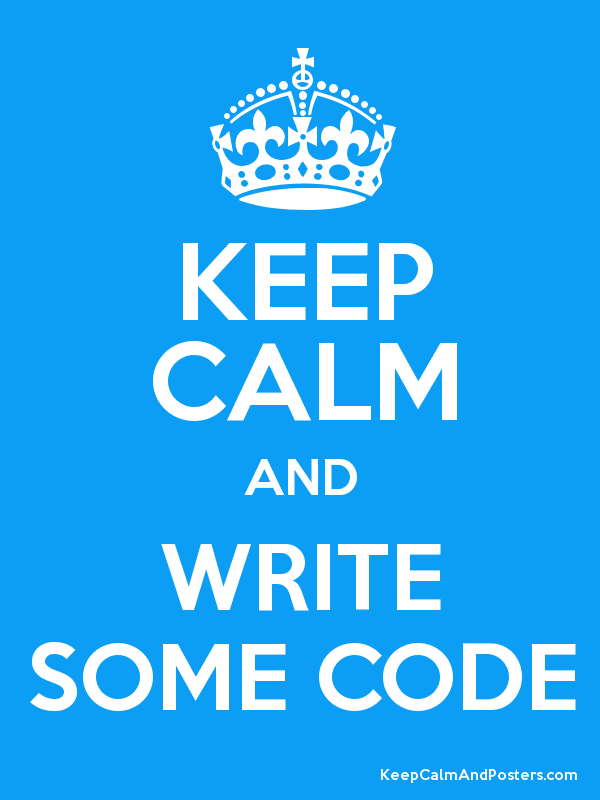 KEEP
CALM
AND
WRITE
SOME CODE
KeepCalmAndPosters.com